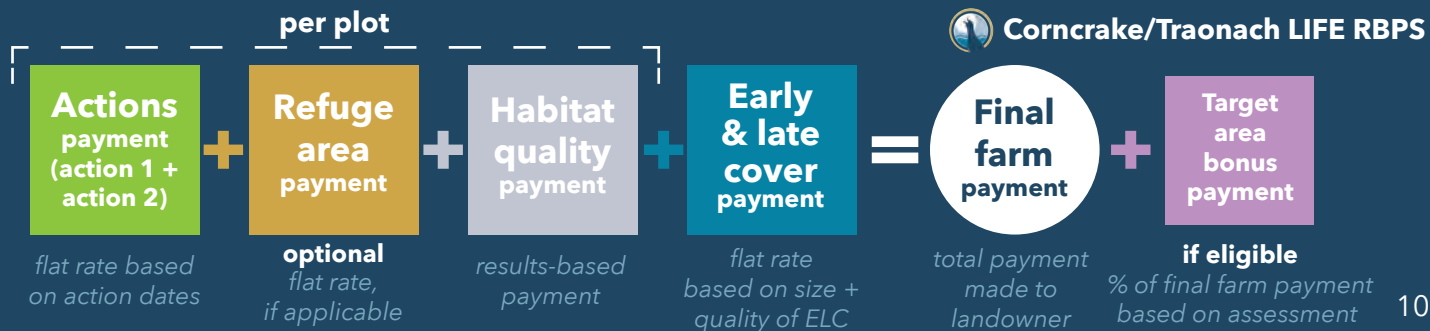 per plot
Corncrake/Traonach LIFE RBPS
Actions
payment
(action 1 +
action 2)
+
Refuge
area
payment
+
Habitat
quality
payment
+
Early
& late
cover
payment
=
Final
farm
payment
+
Target
area
bonus
payment
flat rate based
on action dates
optional
flat rate,
if applicable
results-based
payment
flat rate
based on size +
quality of ELC
total payment
made to
landowner
if eligible
% of final farm payment
based on assessment
10